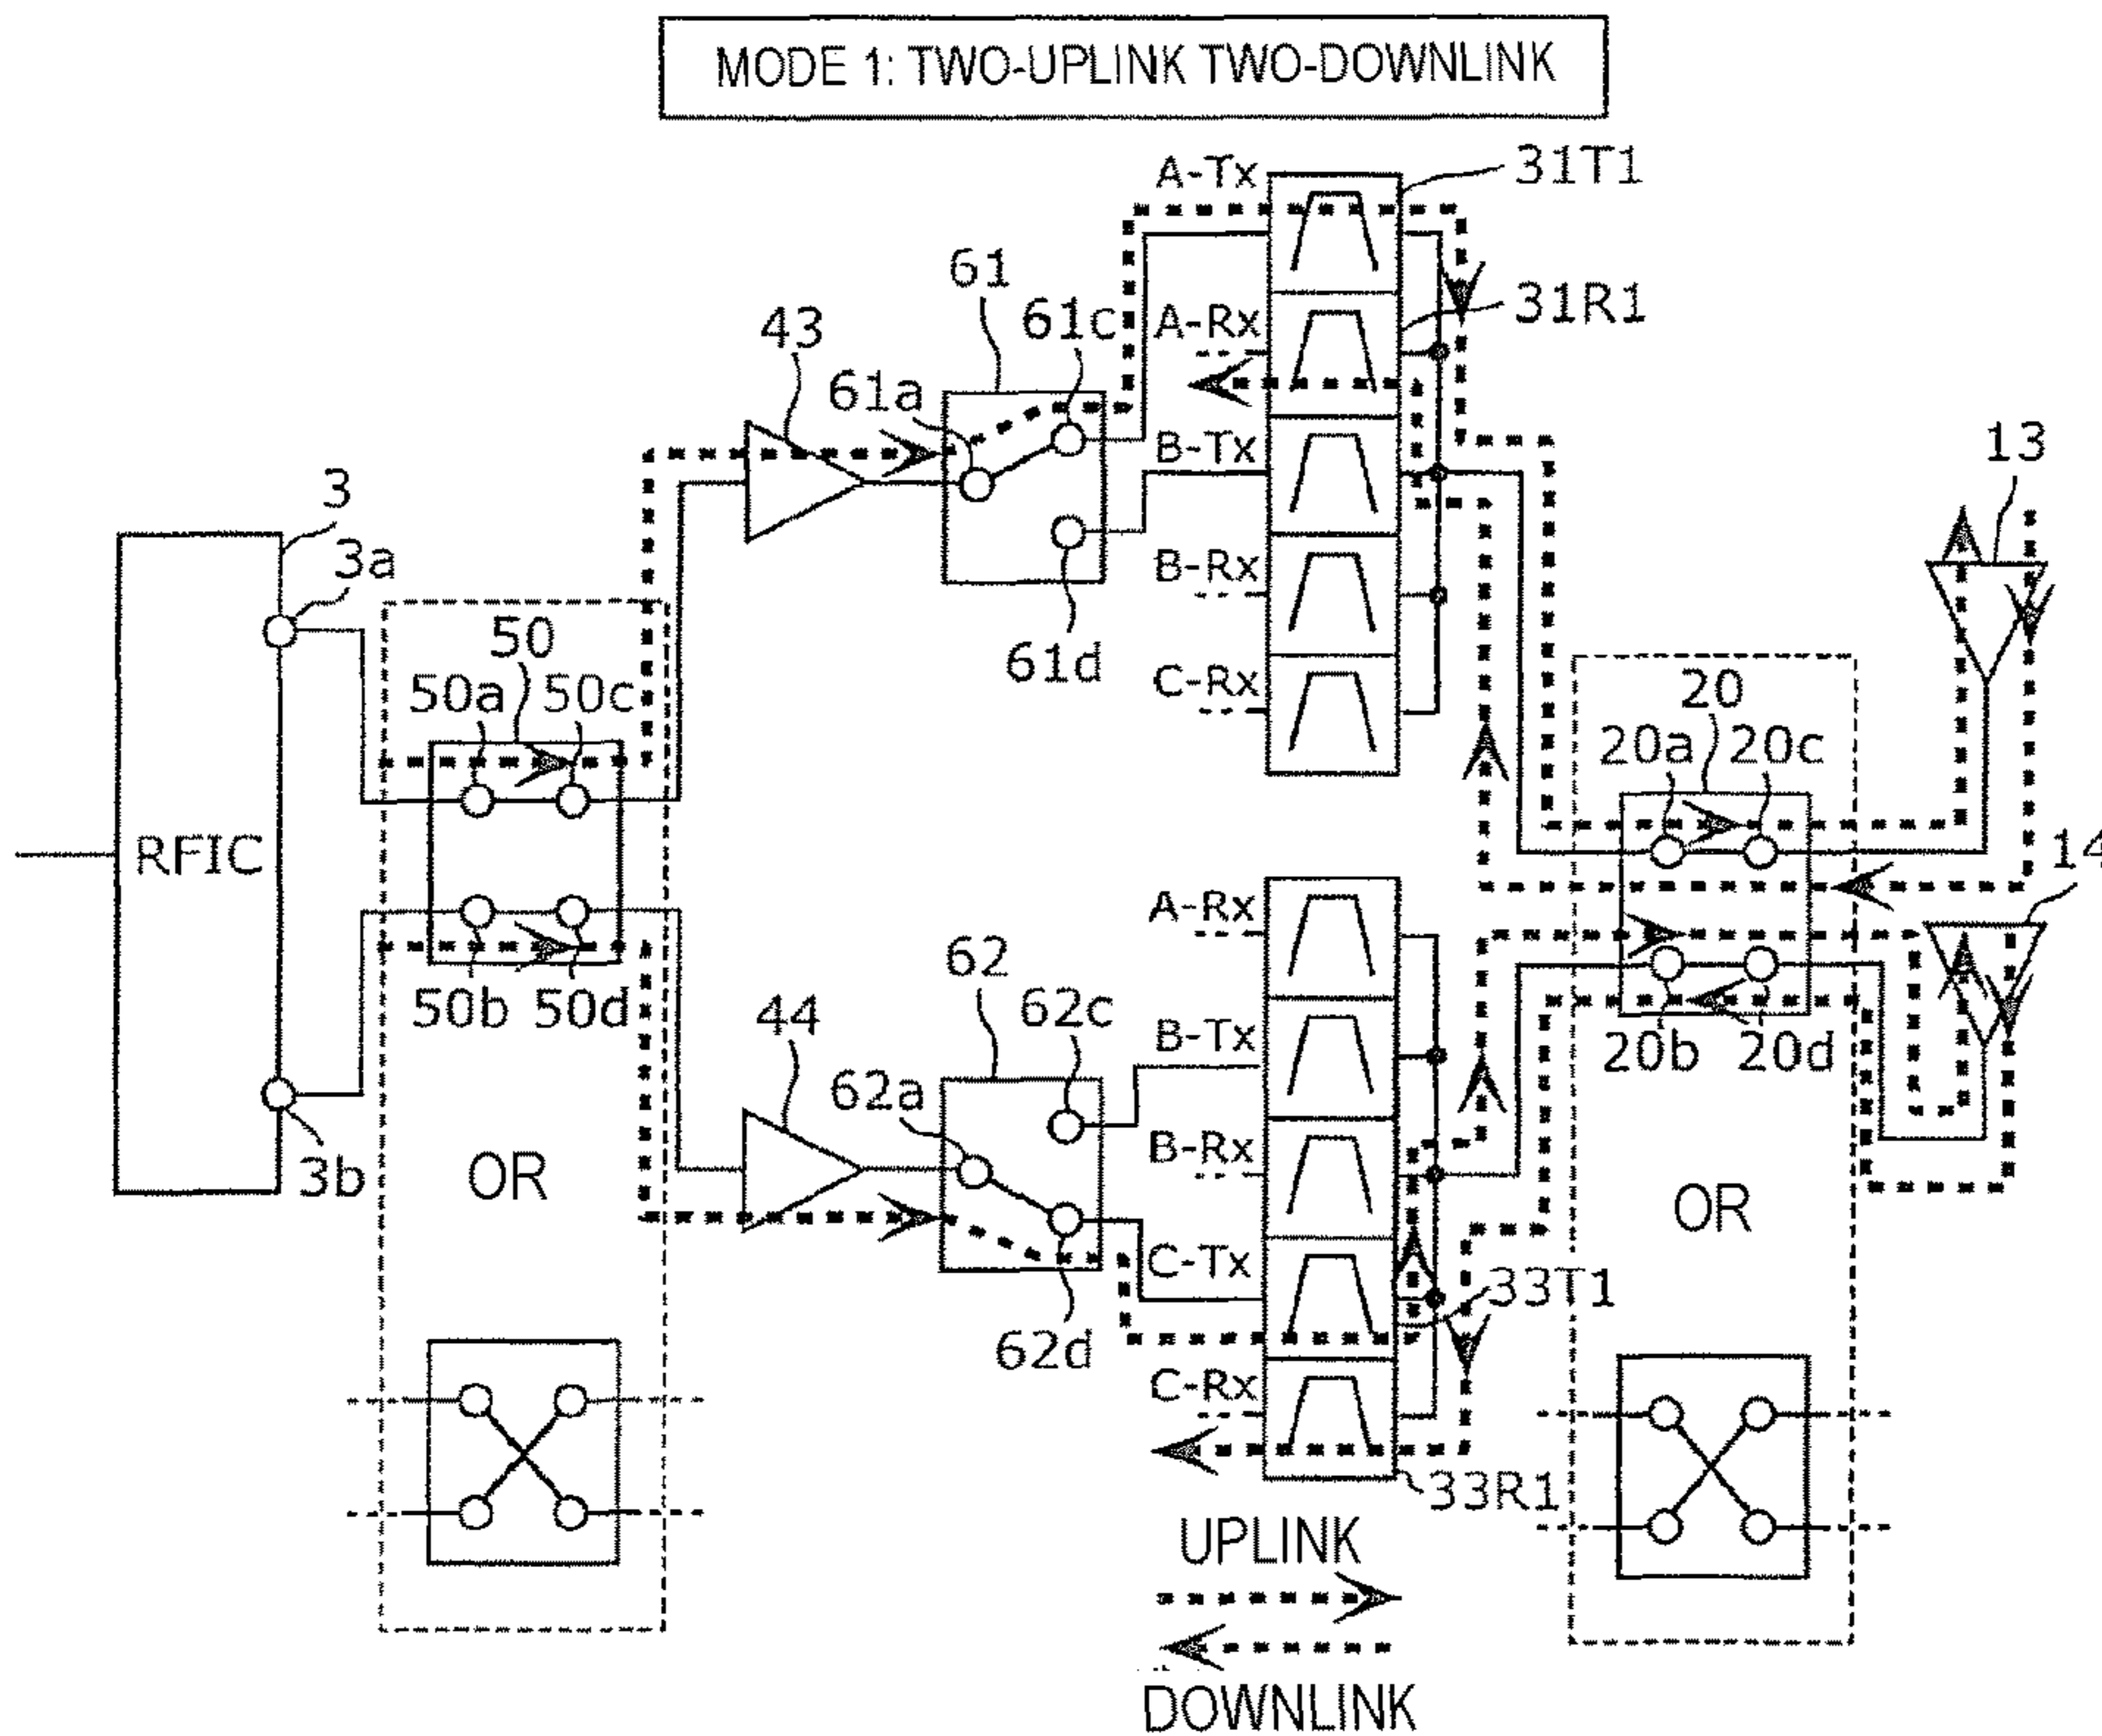 MODE 1: TWO-UPLINK TWO-DOWNLINK
A-Tx
31T1
61
61c
A-Rx
31R1
43
61a
B-Tx
13
3
3a
B-Rx
50
61d
C-Rx
20
50a
50c
20a
20c
RFIC
14
A-Rx
62
50b
50d
44
62c
B-Tx
20b
20d
62a
B-Rx
3b
OR
OR
C-Tx
33T1
62d
C-Rx
33R1
UPLINK
DOWNLINK